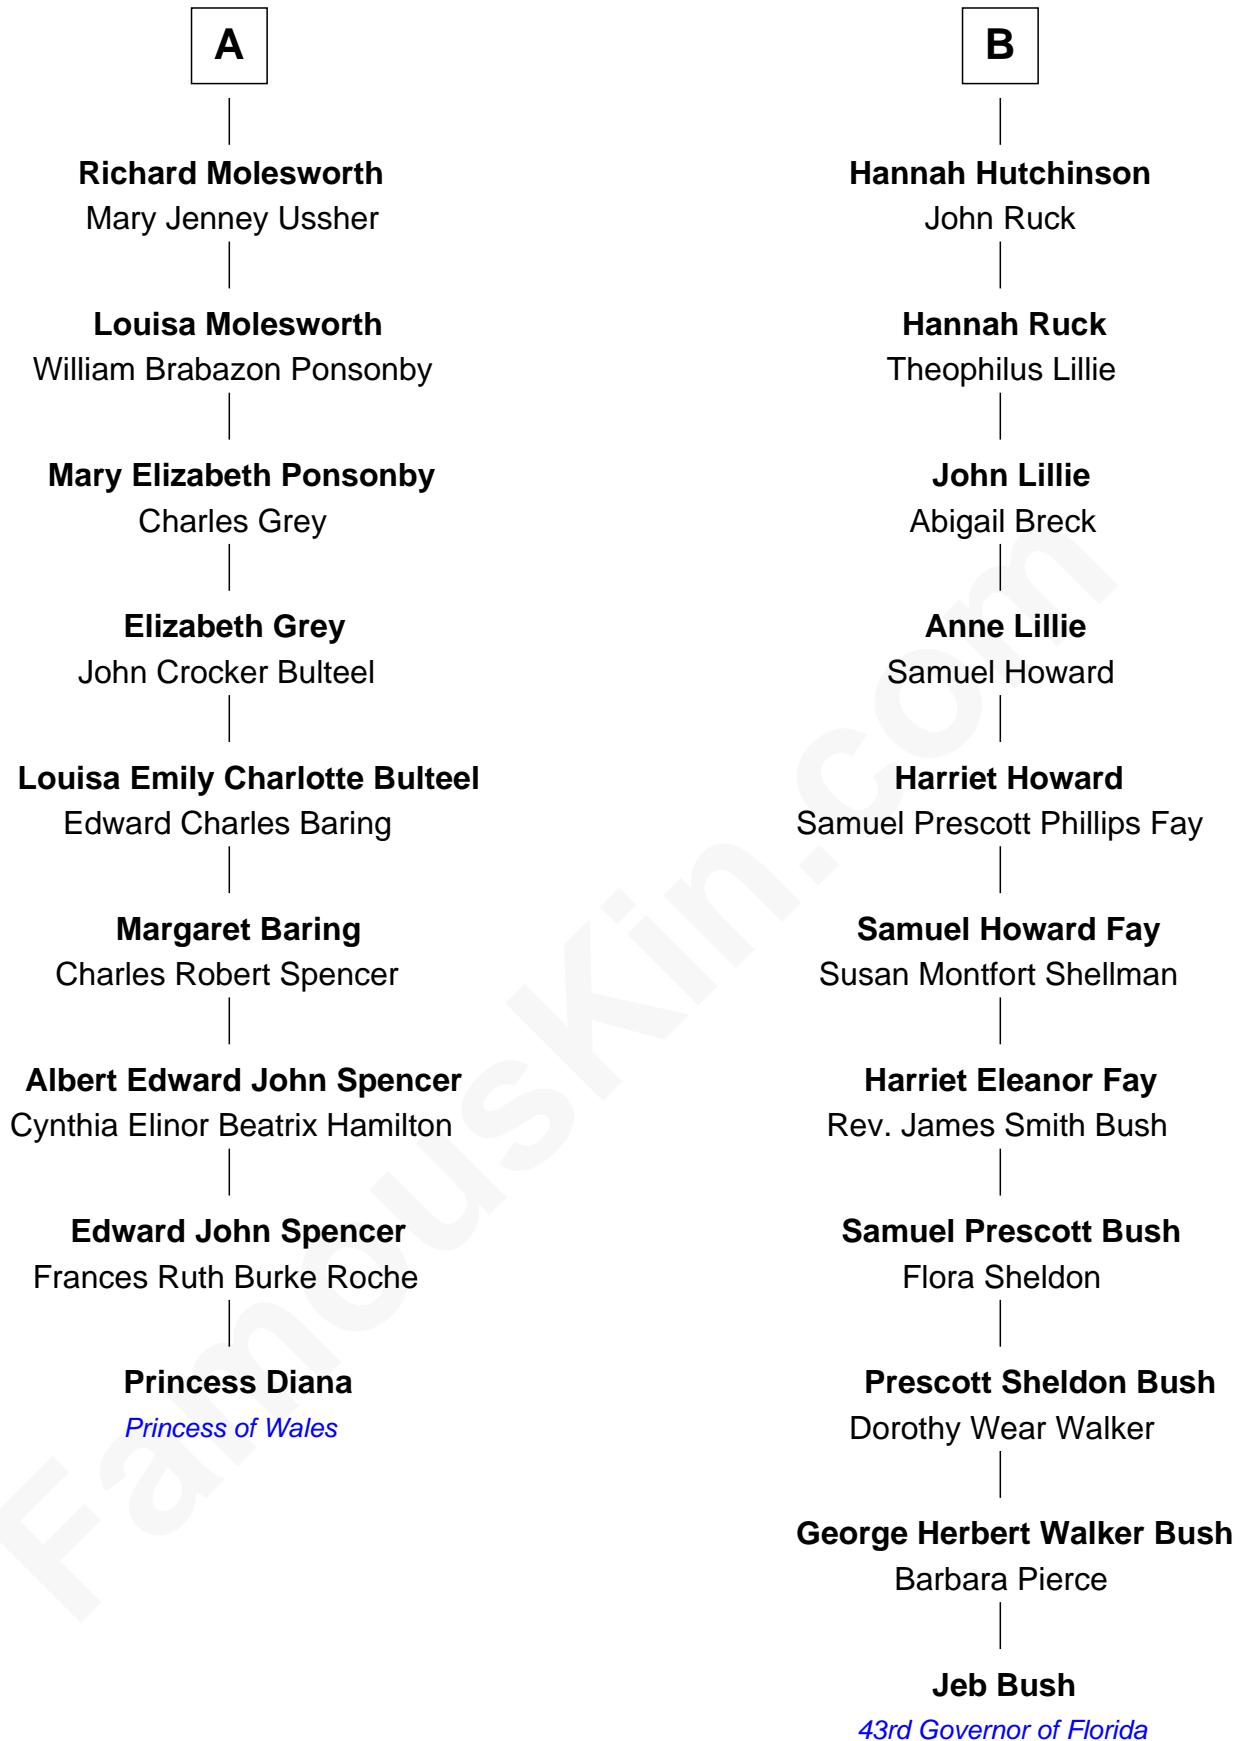 A
Richard Molesworth
Mary Jenney Ussher
Louisa Molesworth
William Brabazon Ponsonby
Mary Elizabeth Ponsonby
Charles Grey
Elizabeth Grey
John Crocker Bulteel
Louisa Emily Charlotte Bulteel
Edward Charles Baring
Margaret Baring
Charles Robert Spencer
Albert Edward John Spencer
Cynthia Elinor Beatrix Hamilton
Edward John Spencer
Frances Ruth Burke Roche
Princess Diana
Princess of Wales
B
Hannah Hutchinson
John Ruck
Hannah Ruck
Theophilus Lillie
John Lillie
Abigail Breck
Anne Lillie
Samuel Howard
Harriet Howard
Samuel Prescott Phillips Fay
Samuel Howard Fay
Susan Montfort Shellman
Harriet Eleanor Fay
Rev. James Smith Bush
Samuel Prescott Bush
Flora Sheldon
Prescott Sheldon Bush
Dorothy Wear Walker
George Herbert Walker Bush
Barbara Pierce
Jeb Bush
43rd Governor of Florida
FamousKin.com